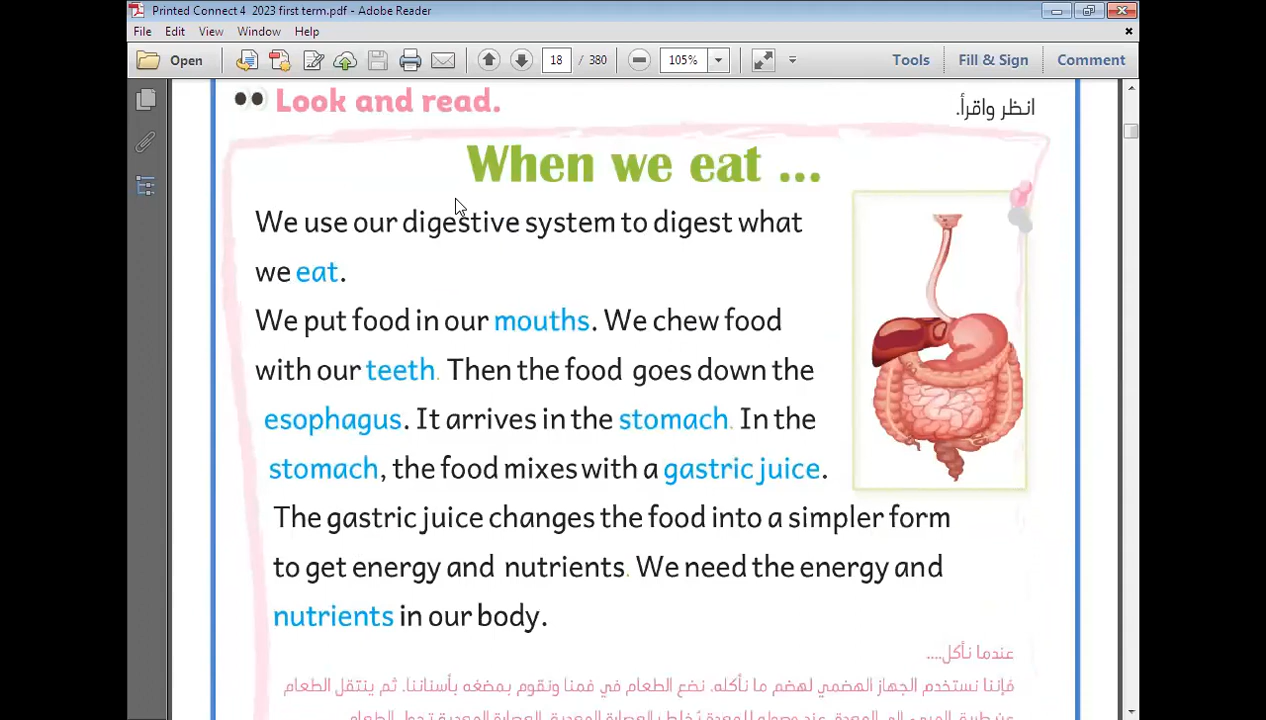 Printed Connect 4 2023 first term.pdf - Adobe Reader
File Edit View Window Help
Open 18 / 380 105% Tools Fill & Sign Comment
Look and read. انظر واقرأ.
When we eat ...
We use our digestive system to digest what
we eat.
We put food in our mouths. We chew food
with our teeth. Then the food goes down the
esophagus. It arrives in the stomach. In the
stomach, the food mixes with a gastric juice.
The gastric juice changes the food into a simpler form
to get energy and nutrients. We need the energy and
nutrients in our body.
عندما نأكل....
فإننا نستخدم الجهاز الهضمي لهضم ما نأكله. نضع الطعام في فمنا ونقوم بمضغه بأسناننا. ثم ينتقل الطعام